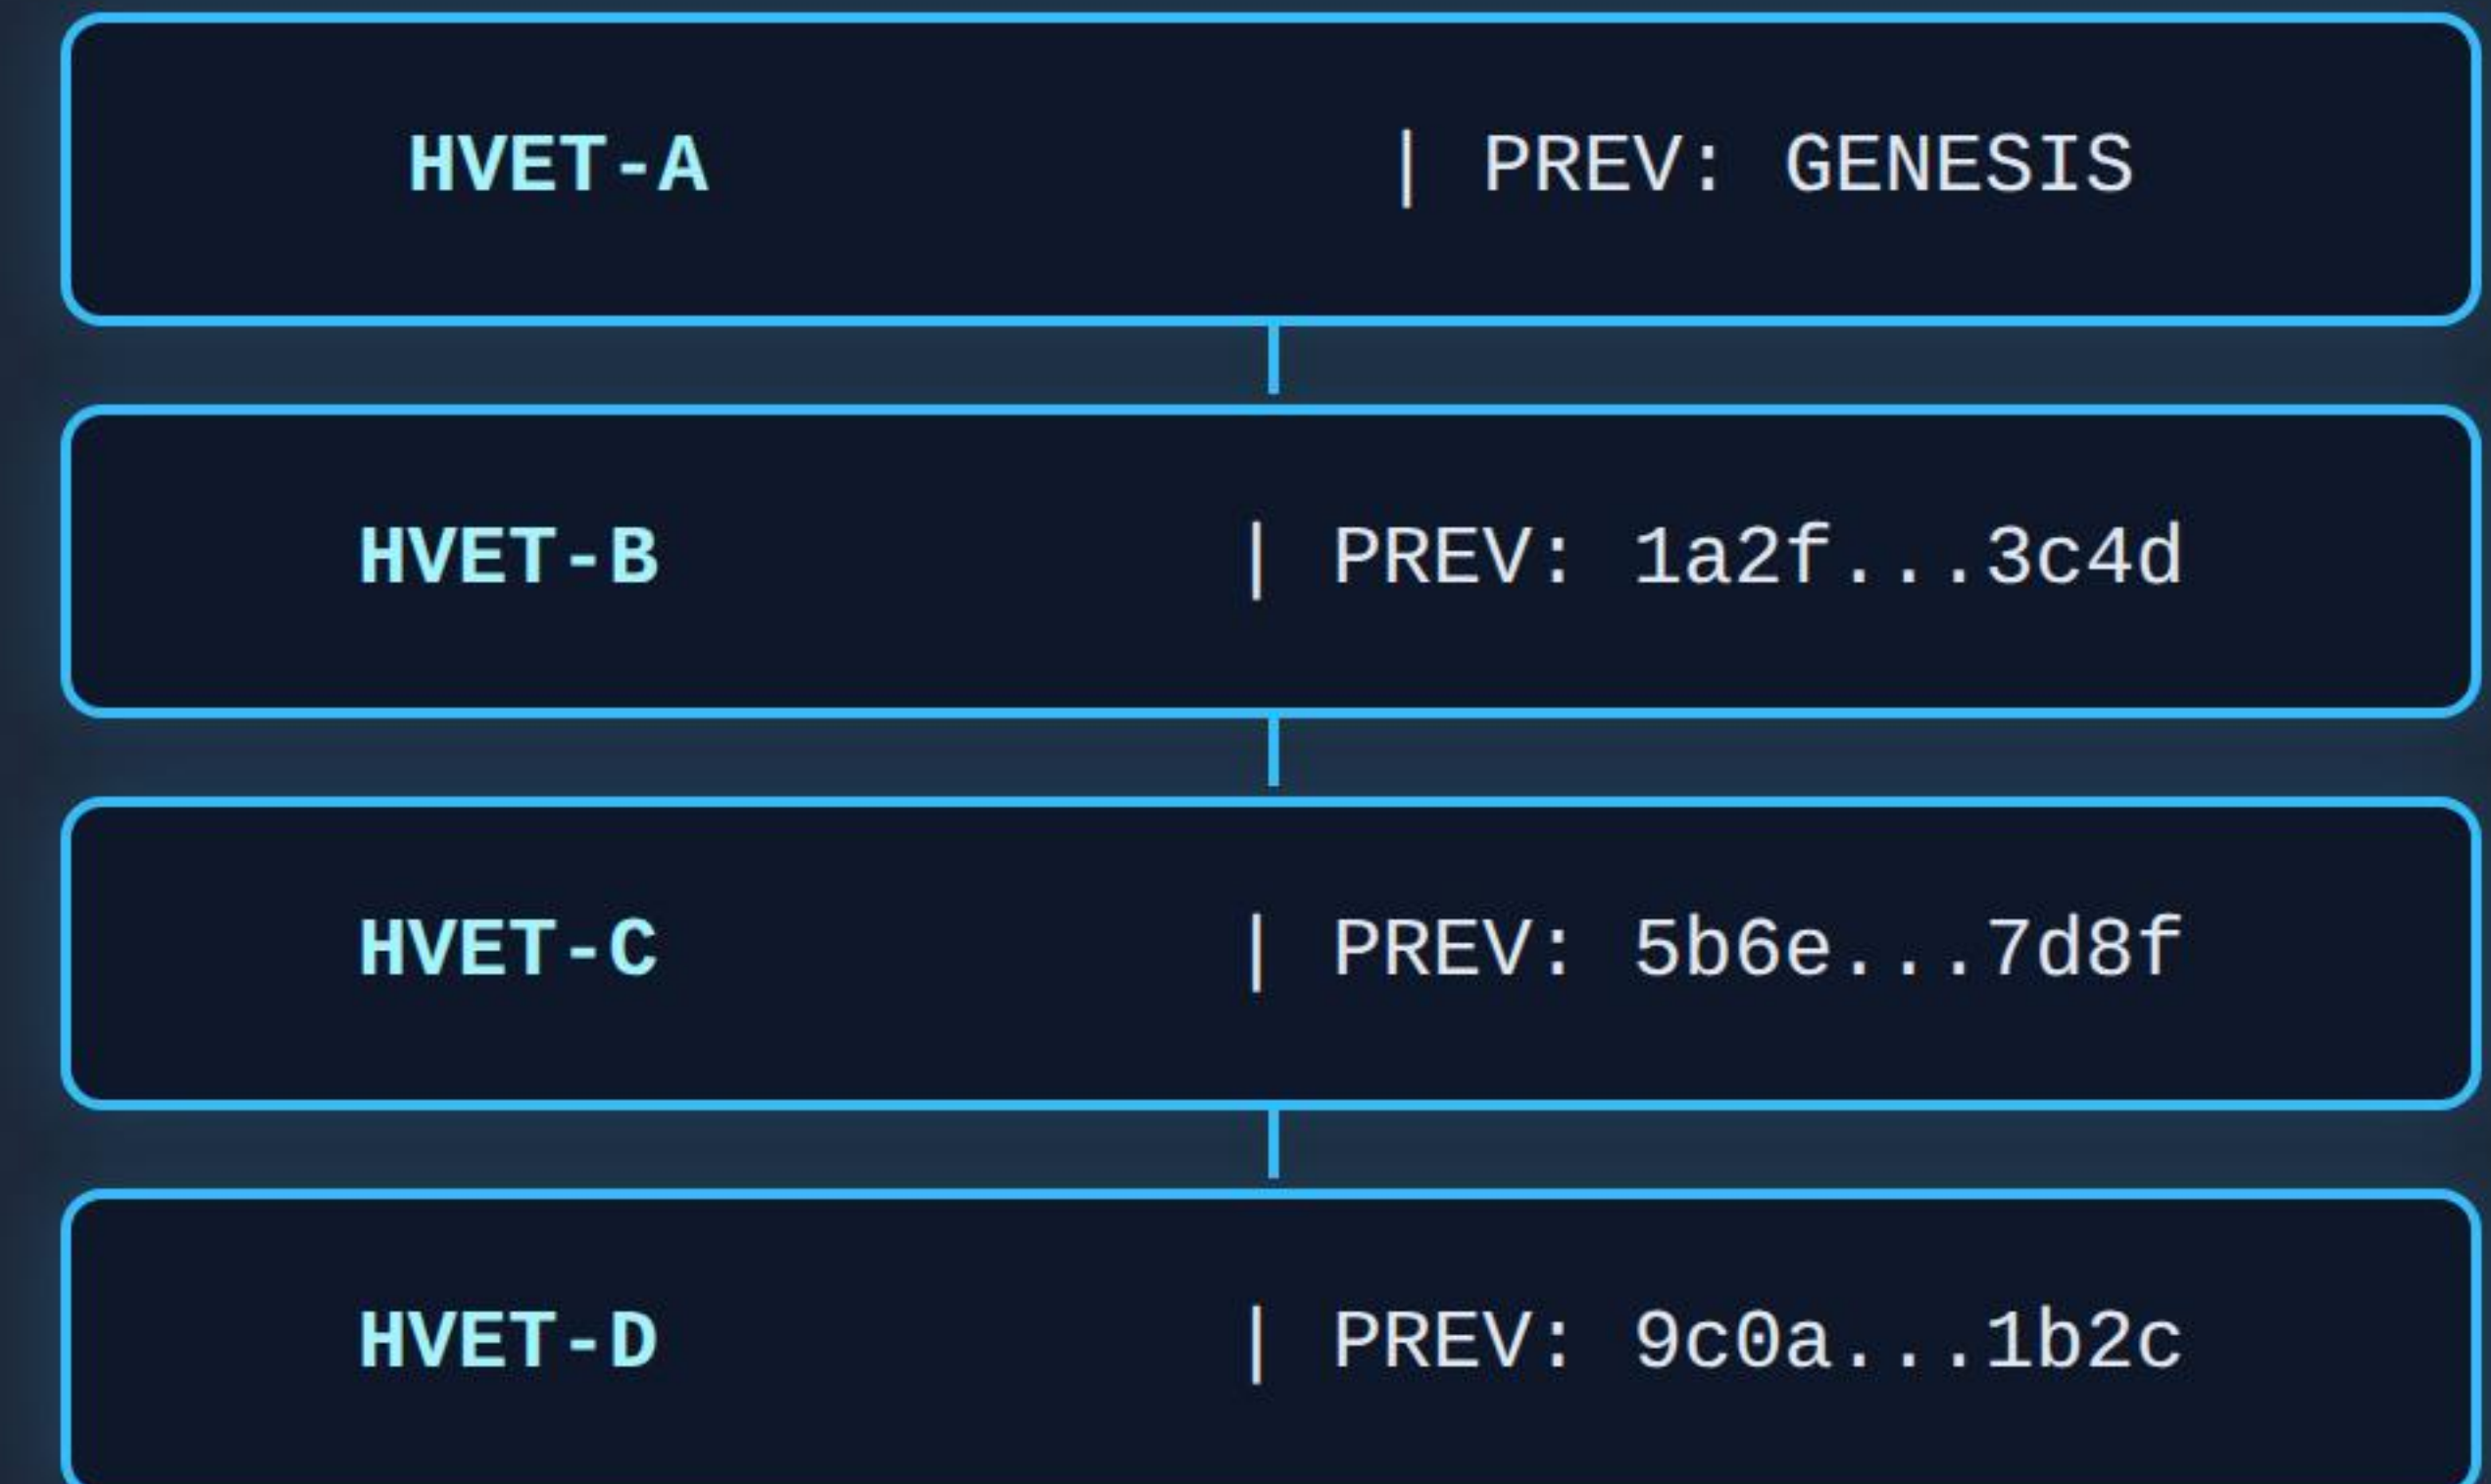 HVET-A | PREV: GENESIS
HVET-B | PREV: 1a2f...3c4d
HVET-C | PREV: 5b6e...7d8f
HVET-D | PREV: 9c0a...1b2c